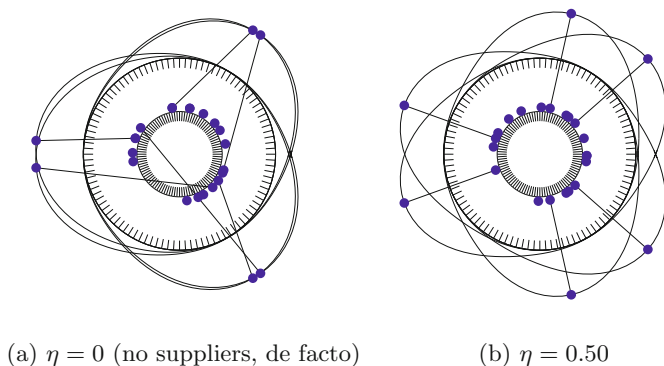 (a) η = 0 (no suppliers, de facto)
(b) η = 0.50